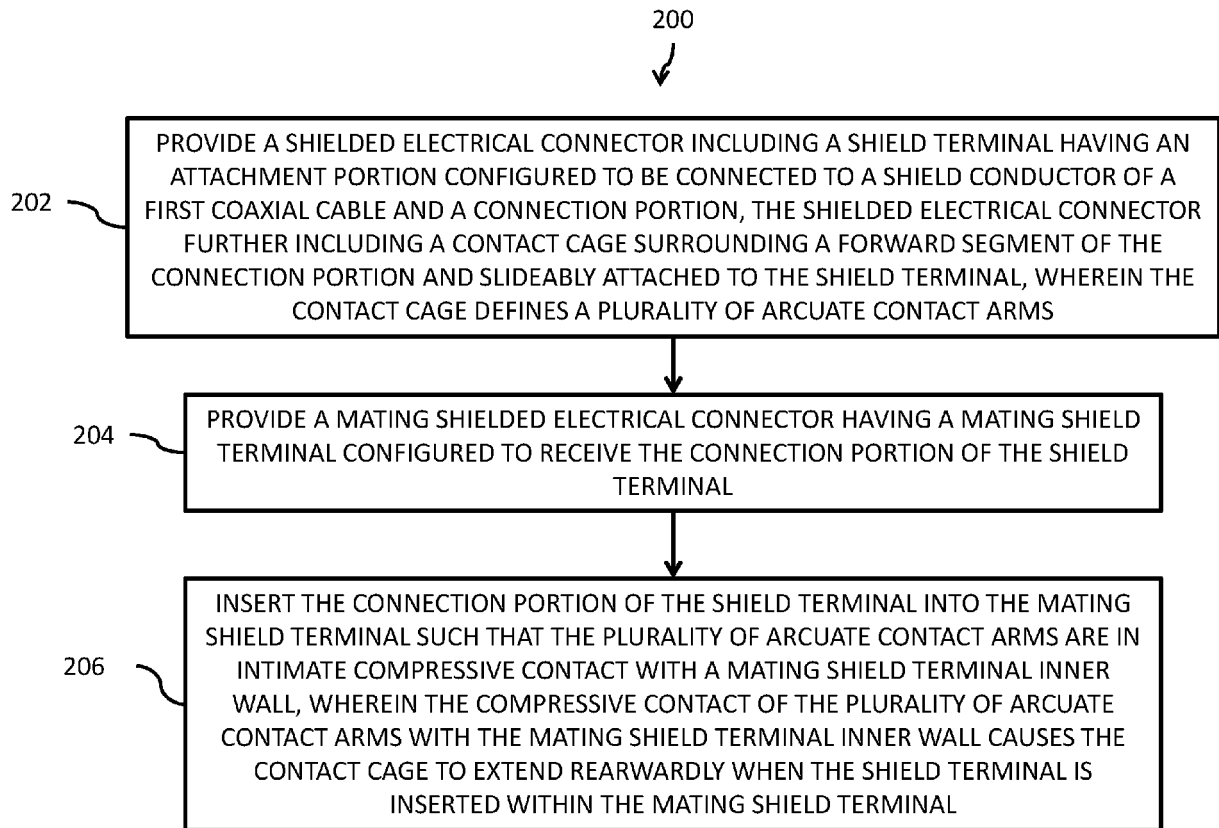 200
202
PROVIDE A SHIELDED ELECTRICAL CONNECTOR INCLUDING A SHIELD TERMINAL HAVING AN
ATTACHMENT PORTION CONFIGURED TO BE CONNECTED TO A SHIELD CONDUCTOR OF A
FIRST COAXIAL CABLE AND A CONNECTION PORTION, THE SHIELDED ELECTRICAL CONNECTOR
FURTHER INCLUDING A CONTACT CAGE SURROUNDING A FORWARD SEGMENT OF THE
CONNECTION PORTION AND SLIDEABLY ATTACHED TO THE SHIELD TERMINAL, WHEREIN THE
CONTACT CAGE DEFINES A PLURALITY OF ARCUATE CONTACT ARMS
204
PROVIDE A MATING SHIELDED ELECTRICAL CONNECTOR HAVING A MATING SHIELD
TERMINAL CONFIGURED TO RECEIVE THE CONNECTION PORTION OF THE SHIELD
TERMINAL
206
INSERT THE CONNECTION PORTION OF THE SHIELD TERMINAL INTO THE MATING
SHIELD TERMINAL SUCH THAT THE PLURALITY OF ARCUATE CONTACT ARMS ARE IN
INTIMATE COMPRESSIVE CONTACT WITH A MATING SHIELD TERMINAL INNER
WALL, WHEREIN THE COMPRESSIVE CONTACT OF THE PLURALITY OF ARCUATE
CONTACT ARMS WITH THE MATING SHIELD TERMINAL INNER WALL CAUSES THE
CONTACT CAGE TO EXTEND REARWARDLY WHEN THE SHIELD TERMINAL IS
INSERTED WITHIN THE MATING SHIELD TERMINAL